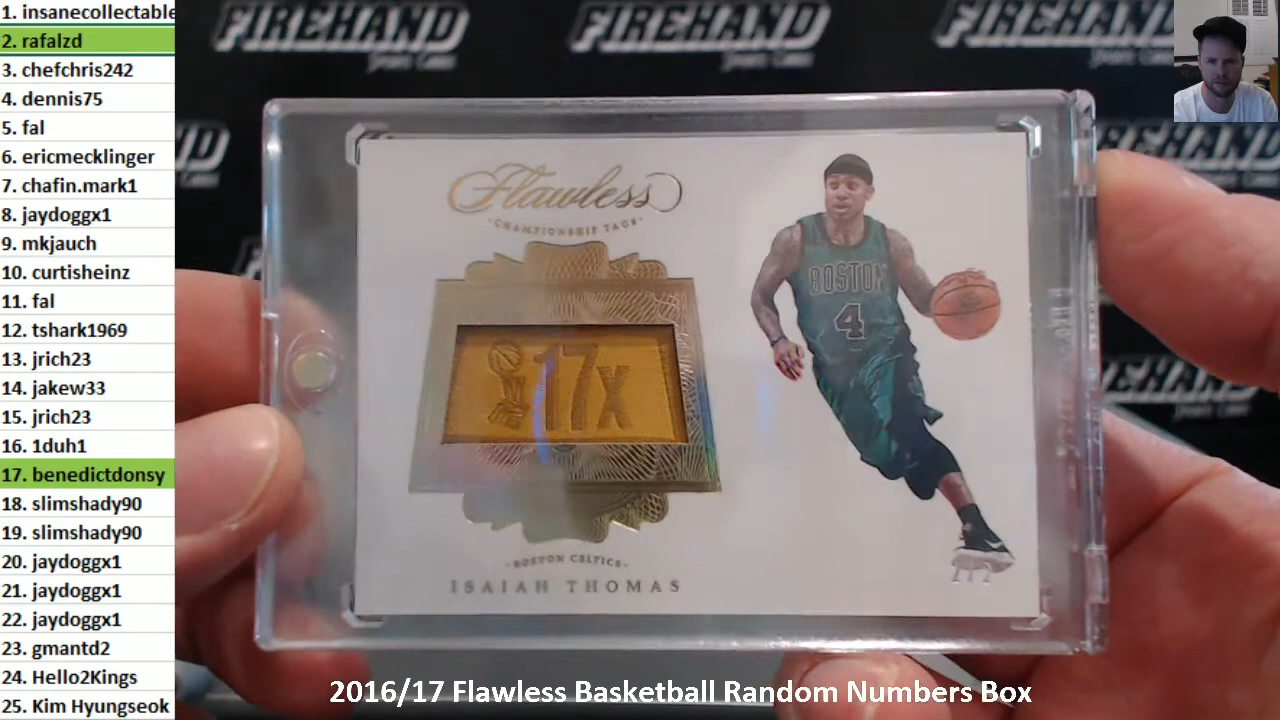 1. insanecollectable
2. rafalzd
3. chefchris242
4. dennis75
5. fal
6. ericmecklinger
7. chafin.mark1
8. jaydoggx1
9. mkjauch
10. curtisheinz
11. fal
12. tshark1969
13. jrich23
14. jakew33
15. jrich23
16. 1duh1
17. benedictdonsy
18. slimshady90
19. slimshady90
20. jaydoggx1
21. jaydoggx1
22. jaydoggx1
23. gmantd2
24. Hello2Kings
25. Kim Hyungseok
FIREHAND
FIREHAND
FIREHAND
Flawless
CHAMPIONSHIP TAGS
17x
BOSTON
4
BOSTON CELTICS
ISAIAH THOMAS
1/1
FIREHAND
2016/17 Flawless Basketball Random Numbers Box